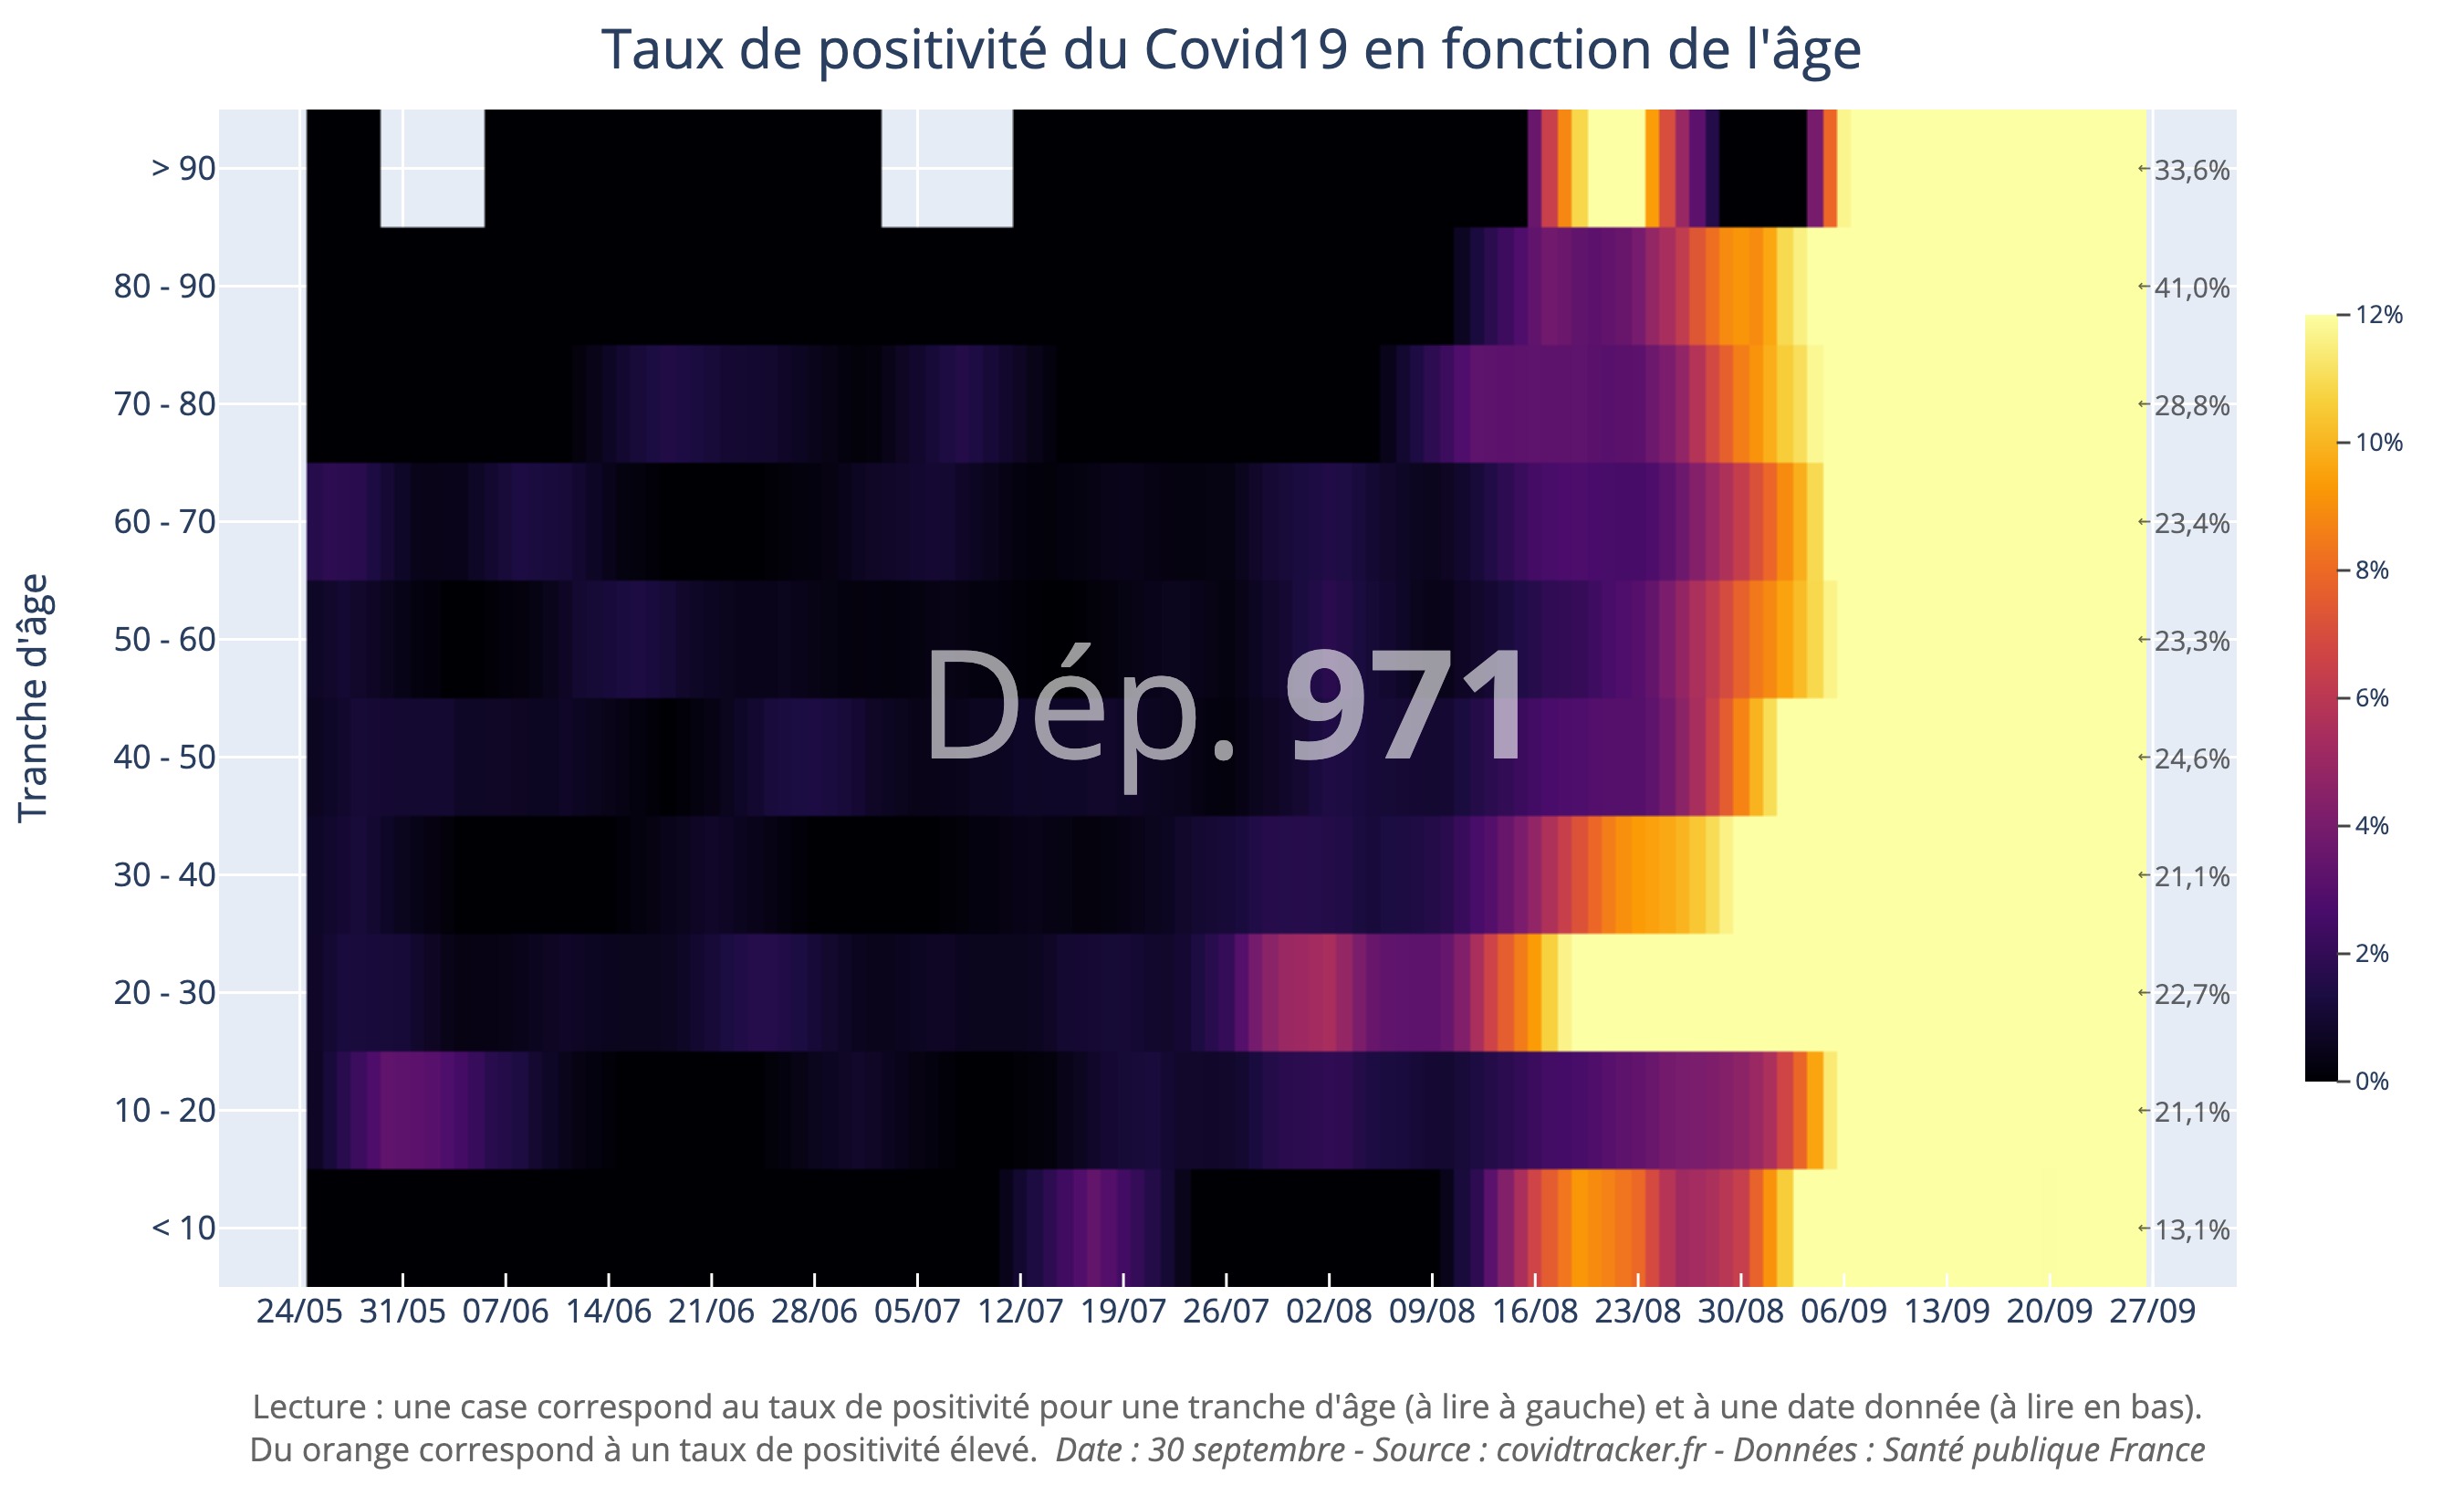 Taux de positivité du Covid19 en fonction de l'âge
Tranche d'âge
> 90
80 - 90
70 - 80
60 - 70
50 - 60
40 - 50
30 - 40
20 - 30
10 - 20
< 10
Dép. 971
←33,6%
←41,0%
←28,8%
←23,4%
←23,3%
←24,6%
←21,1%
←22,7%
←21,1%
←13,1%
12%
10%
8%
6%
4%
2%
0%
24/05 31/05 07/06 14/06 21/06 28/06 05/07 12/07 19/07 26/07 02/08 09/08 16/08 23/08 30/08 06/09 13/09 20/09 27/09
Lecture : une case correspond au taux de positivité pour une tranche d'âge (à lire à gauche) et à une date donnée (à lire en bas).
Du orange correspond à un taux de positivité élevé. Date : 30 septembre - Source : covidtracker.fr - Données : Santé publique France